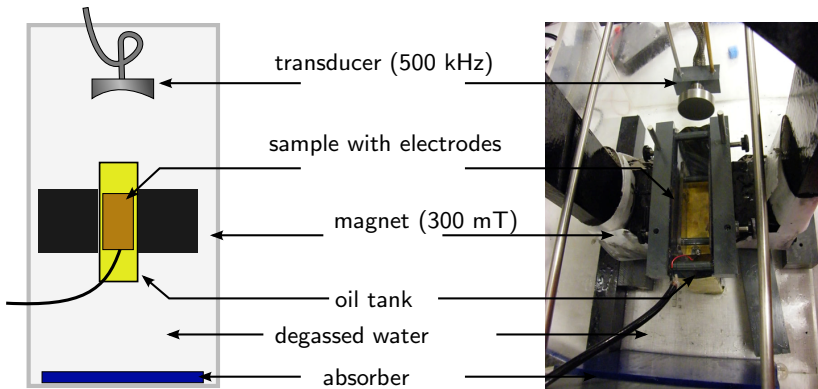 transducer (500 kHz)
sample with electrodes
magnet (300 mT)
oil tank
degassed water
absorber